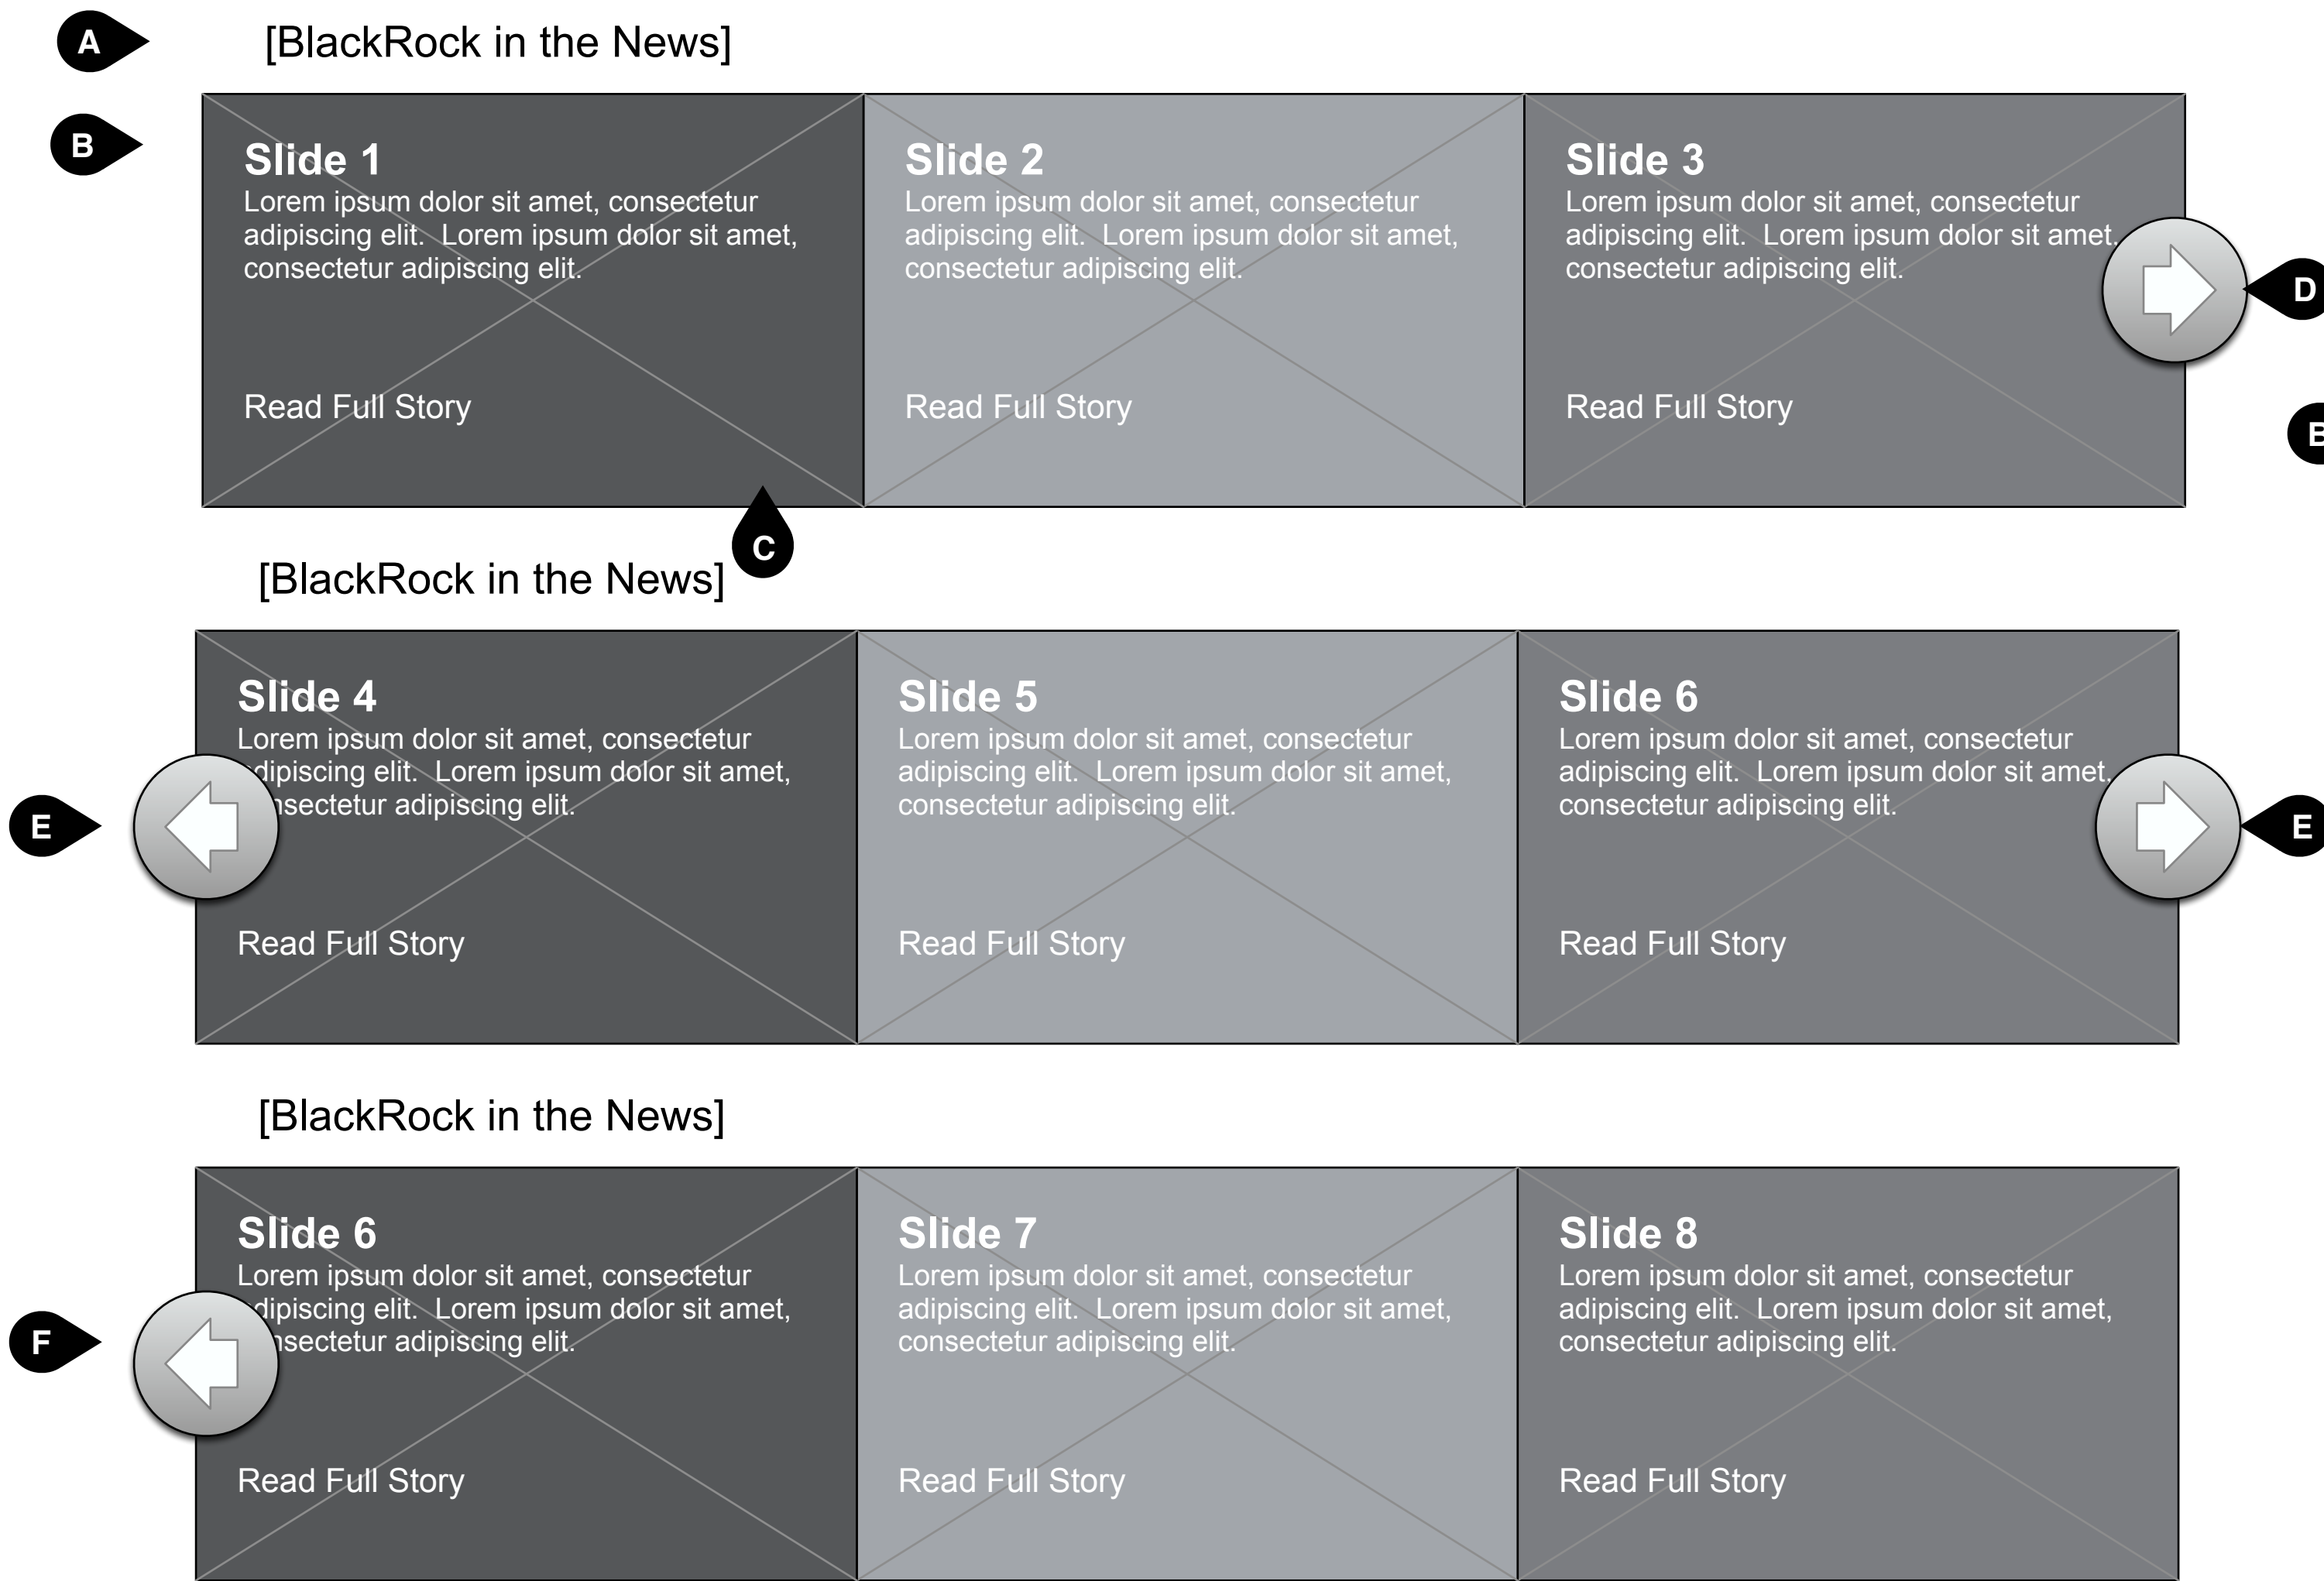 A
[BlackRock in the News]
B
Slide 1
Lorem ipsum dolor sit amet, consectetur
adipiscing elit.  Lorem ipsum dolor sit amet,
consectetur adipiscing elit.
Read Full Story
Slide 2
Lorem ipsum dolor sit amet, consectetur
adipiscing elit.  Lorem ipsum dolor sit amet,
consectetur adipiscing elit.
Read Full Story
Slide 3
Lorem ipsum dolor sit amet, consectetur
adipiscing elit.  Lorem ipsum dolor sit amet,
consectetur adipiscing elit.
Read Full Story
D
C
[BlackRock in the News]
Slide 4
Lorem ipsum dolor sit amet, consectetur
dipiscing elit.  Lorem ipsum dolor sit amet,
nsectetur adipiscing elit.
Read Full Story
Slide 5
Lorem ipsum dolor sit amet, consectetur
adipiscing elit.  Lorem ipsum dolor sit amet,
consectetur adipiscing elit.
Read Full Story
Slide 6
Lorem ipsum dolor sit amet, consectetur
adipiscing elit.  Lorem ipsum dolor sit amet,
consectetur adipiscing elit.
Read Full Story
E
E
[BlackRock in the News]
Slide 6
Lorem ipsum dolor sit amet, consectetur
dipiscing elit.  Lorem ipsum dolor sit amet,
nsectetur adipiscing elit.
Read Full Story
F
Slide 7
Lorem ipsum dolor sit amet, consectetur
adipiscing elit.  Lorem ipsum dolor sit amet,
consectetur adipiscing elit.
Read Full Story
Slide 8
Lorem ipsum dolor sit amet, consectetur
adipiscing elit.  Lorem ipsum dolor sit amet,
consectetur adipiscing elit.
Read Full Story